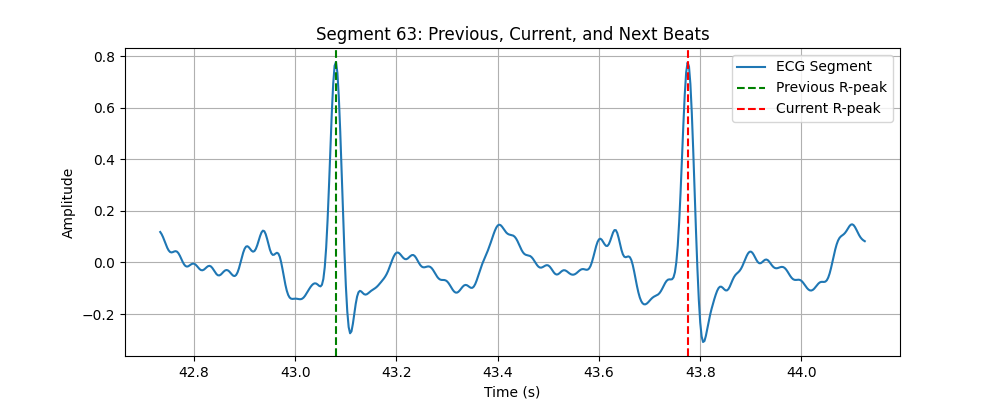 Segment 63: Previous, Current, and Next Beats
ECG Segment
Previous R-peak
Current R-peak
Amplitude
0.8
0.6
0.4
0.2
0.0
−0.2
42.8 43.0 43.2 43.4 43.6 43.8 44.0
Time (s)